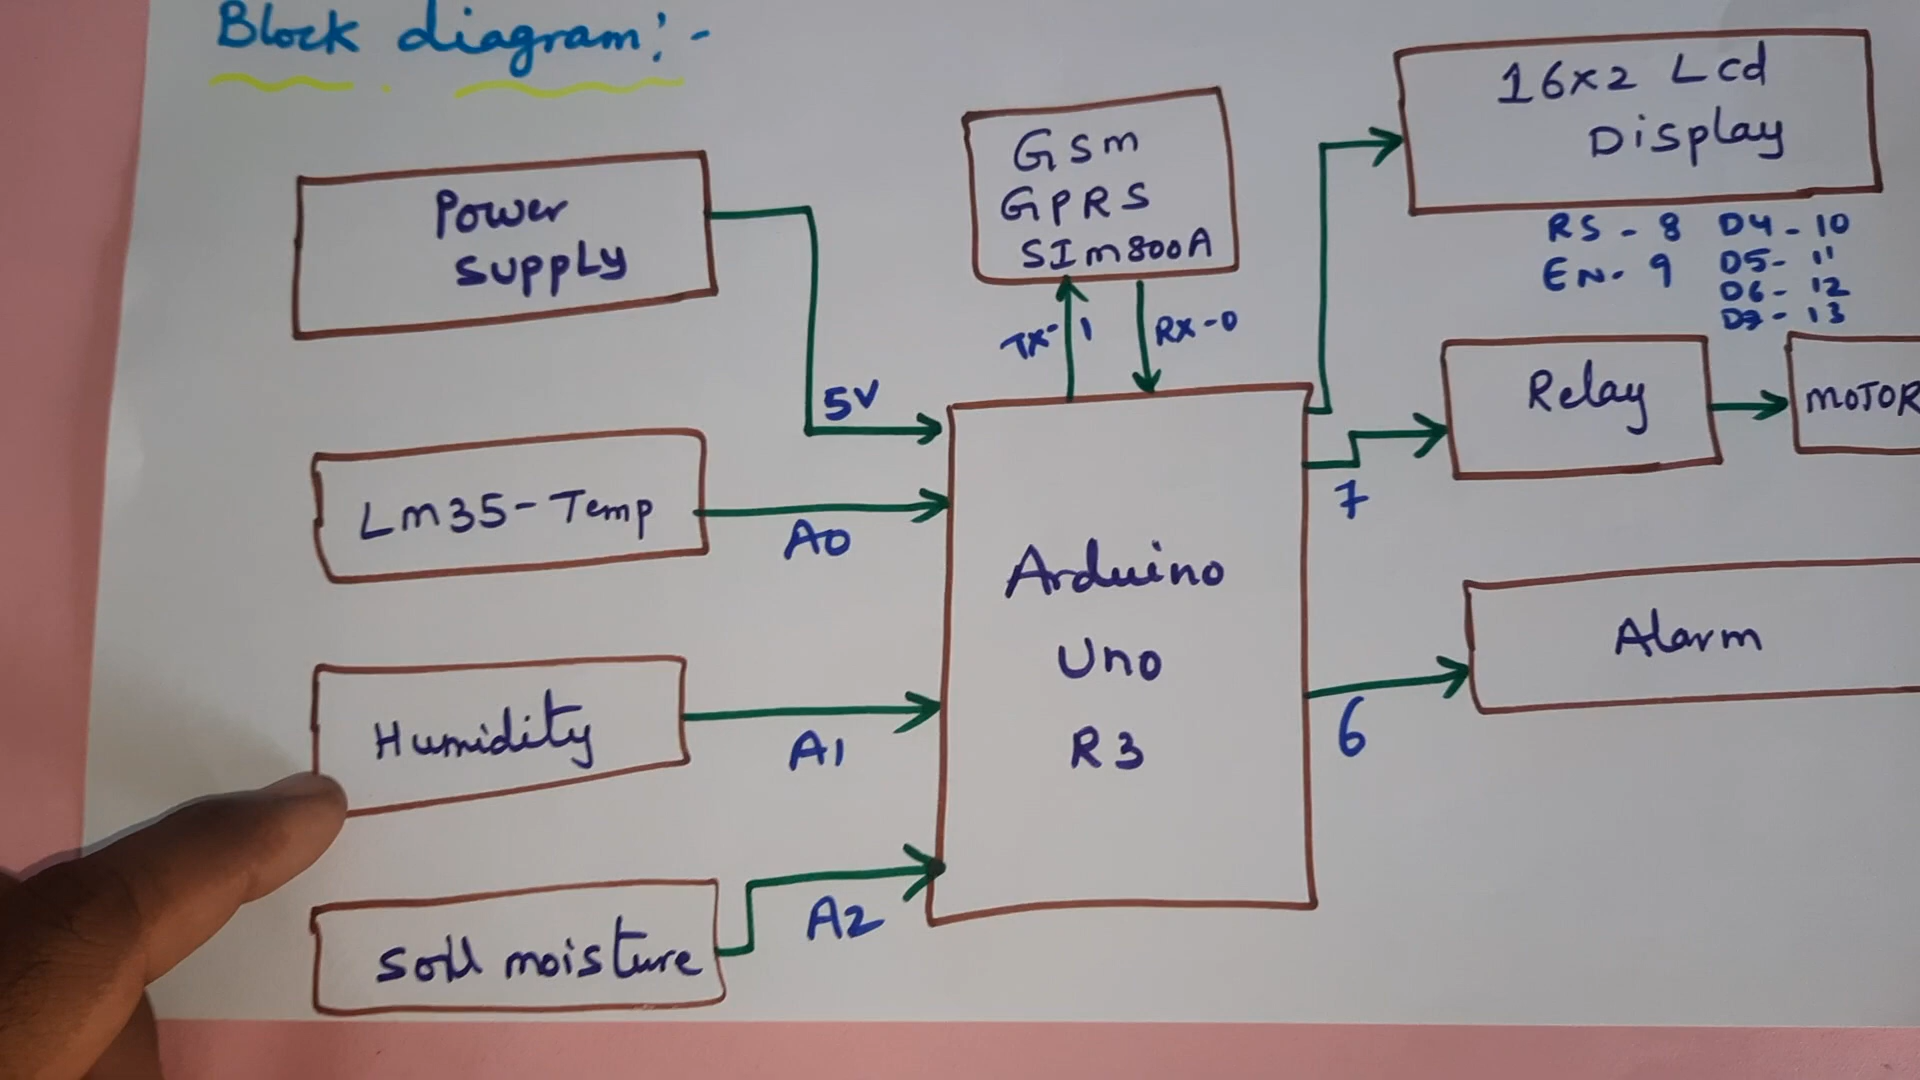 Block diagram:-
Power
supply
5V
Lm35-Temp
A0
Humidity
A1
Soil moisture
A2
Gsm
GPRS
SIm800A
TX-1
RX-0
Arduino
Uno
R3
16x2 Lcd
Display
RS-8 D4-10
EN-9 D5-11
D6-12
D7-13
Relay
MOTOR
7
Alarm
6